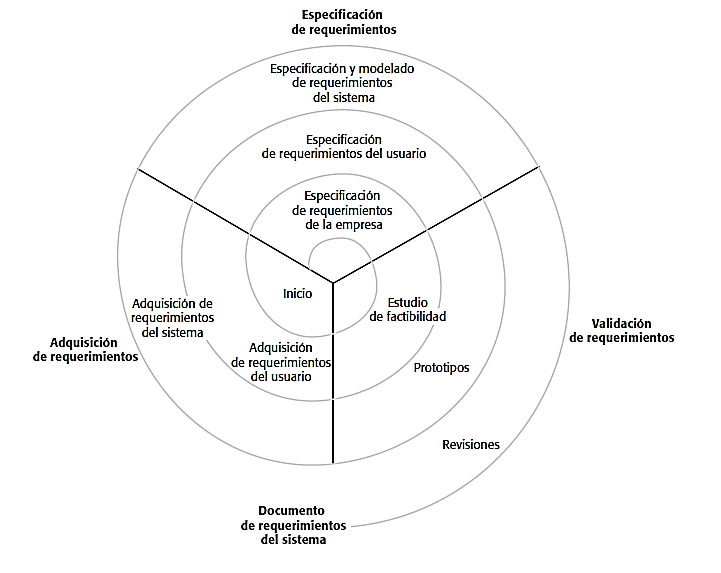 Especificación
de requerimientos
Especificación y modelado
de requerimientos
del sistema
Especificación
de requerimientos del usuario
Especificación
de requerimientos
de la empresa
Inicio
Estudio
de factibilidad
Adquisición de
requerimientos
del sistema
Adquisición
de requerimientos
Validación
de requerimientos
Adquisición
de requerimientos
del usuario
Prototipos
Revisiones
Documento
de requerimientos
del sistema